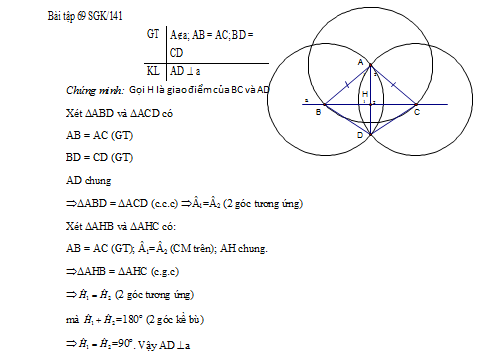 Bài tập 69 SGK/141
GT A∉a; AB = AC; BD =
CD
KL AD ⊥ a
Chứng minh: Gọi H là giao điểm của BC và AD
Xét ΔABD và ΔACD có
AB = AC (GT)
BD = CD (GT)
AD chung
⇒ΔABD = ΔACD (c.c.c) ⇒Â₁=Â₂ (2 góc tương ứng)
Xét ΔAHB và ΔAHC có:
AB = AC (GT); Â₁=Â₂ (CM trên); AH chung.
⇒ΔAHB = ΔAHC (c.g.c)
⇒ Ĥ₁ = Ĥ₂ (2 góc tương ứng)
mà Ĥ₁ + Ĥ₂=180° (2 góc kề bù)
⇒ Ĥ₁ = Ĥ₂=90°. Vậy AD ⊥ a
A
H
a
B
C
D